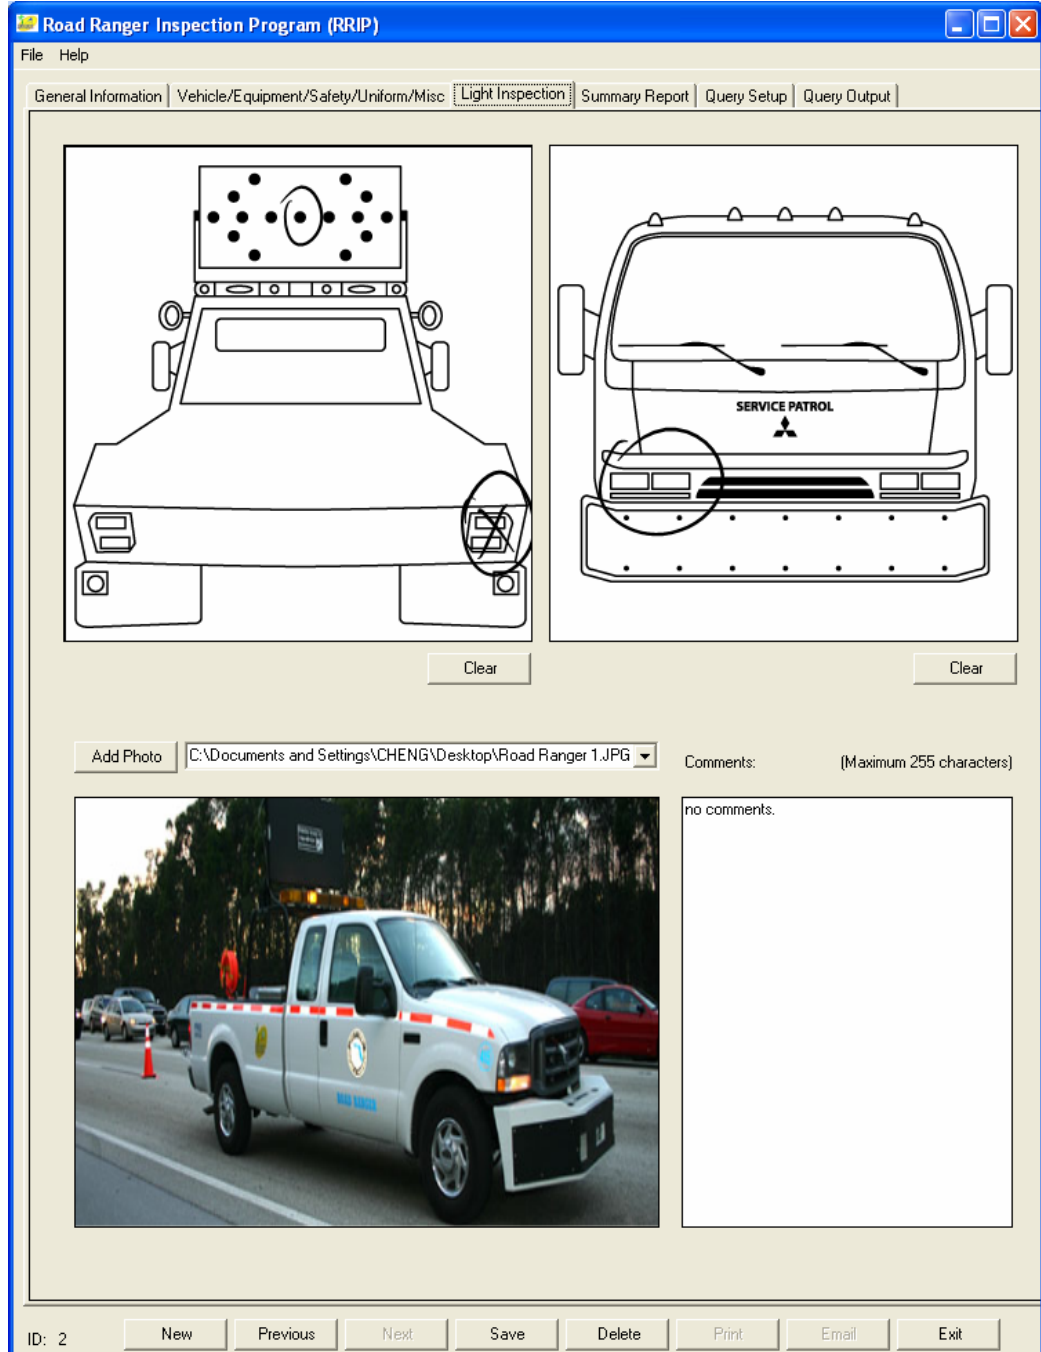 Road Ranger Inspection Program (RRIP)
File Help
General Information Vehicle/Equipment/Safety/Uniform/Misc Light Inspection Summary Report Query Setup Query Output
SERVICE PATROL
Clear Clear
Add Photo C:\Documents and Settings\CHENG\Desktop\Road Ranger 1.JPG Comments: (Maximum 255 characters)
no comments.
ROAD RANGER
ID: 2 New Previous Next Save Delete Print Email Exit